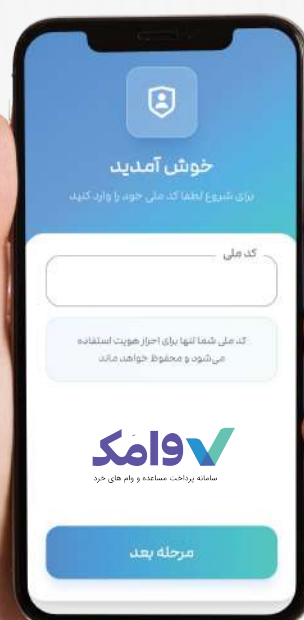 خوش آمدید
برای شروع لطفا کد ملی خود را وارد کنید
کد ملی
کد ملی شما تنها برای احراز هویت استفاده
می‌شود و محفوظ خواهد ماند
وامک
سامانه پرداخت مساعده و وام های خرد
مرحله بعد